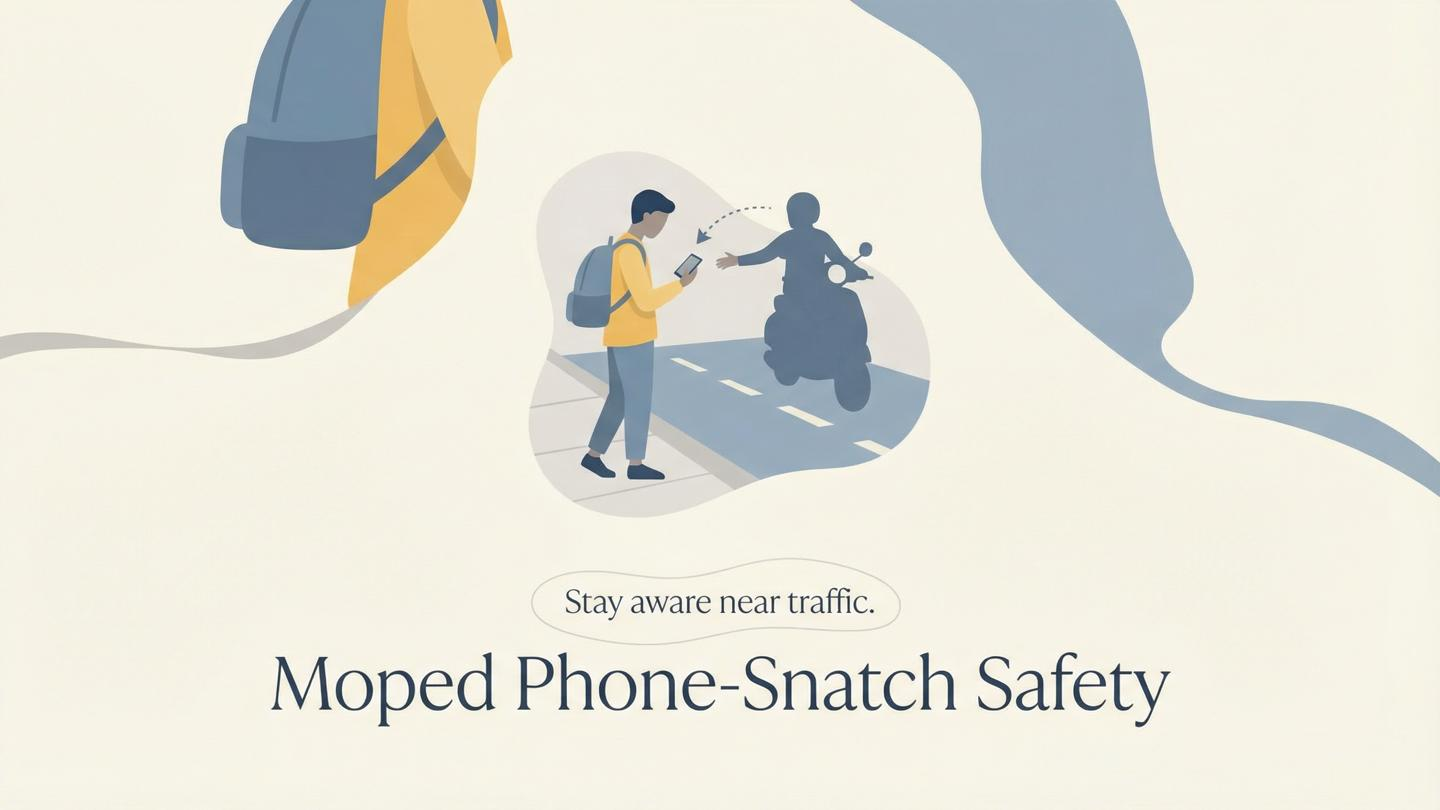 Stay aware near traffic.
Moped Phone-Snatch Safety